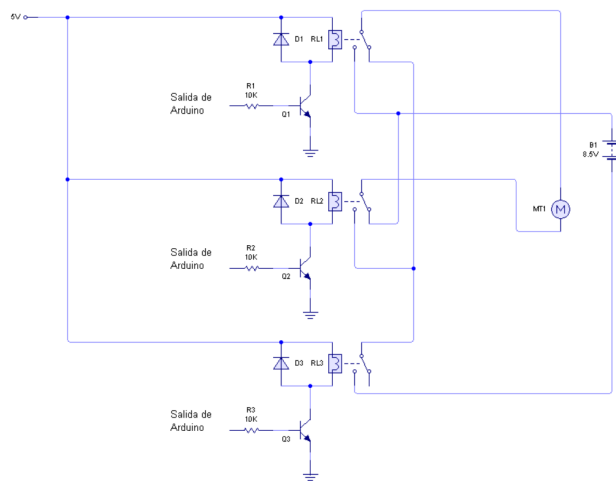 5V
D1
RL1
R1
10K
Salida de
Arduino
Q1
B1
8.5V
D2
RL2
MT1
M
R2
10K
Salida de
Arduino
Q2
D3
RL3
R3
10K
Salida de
Arduino
Q3